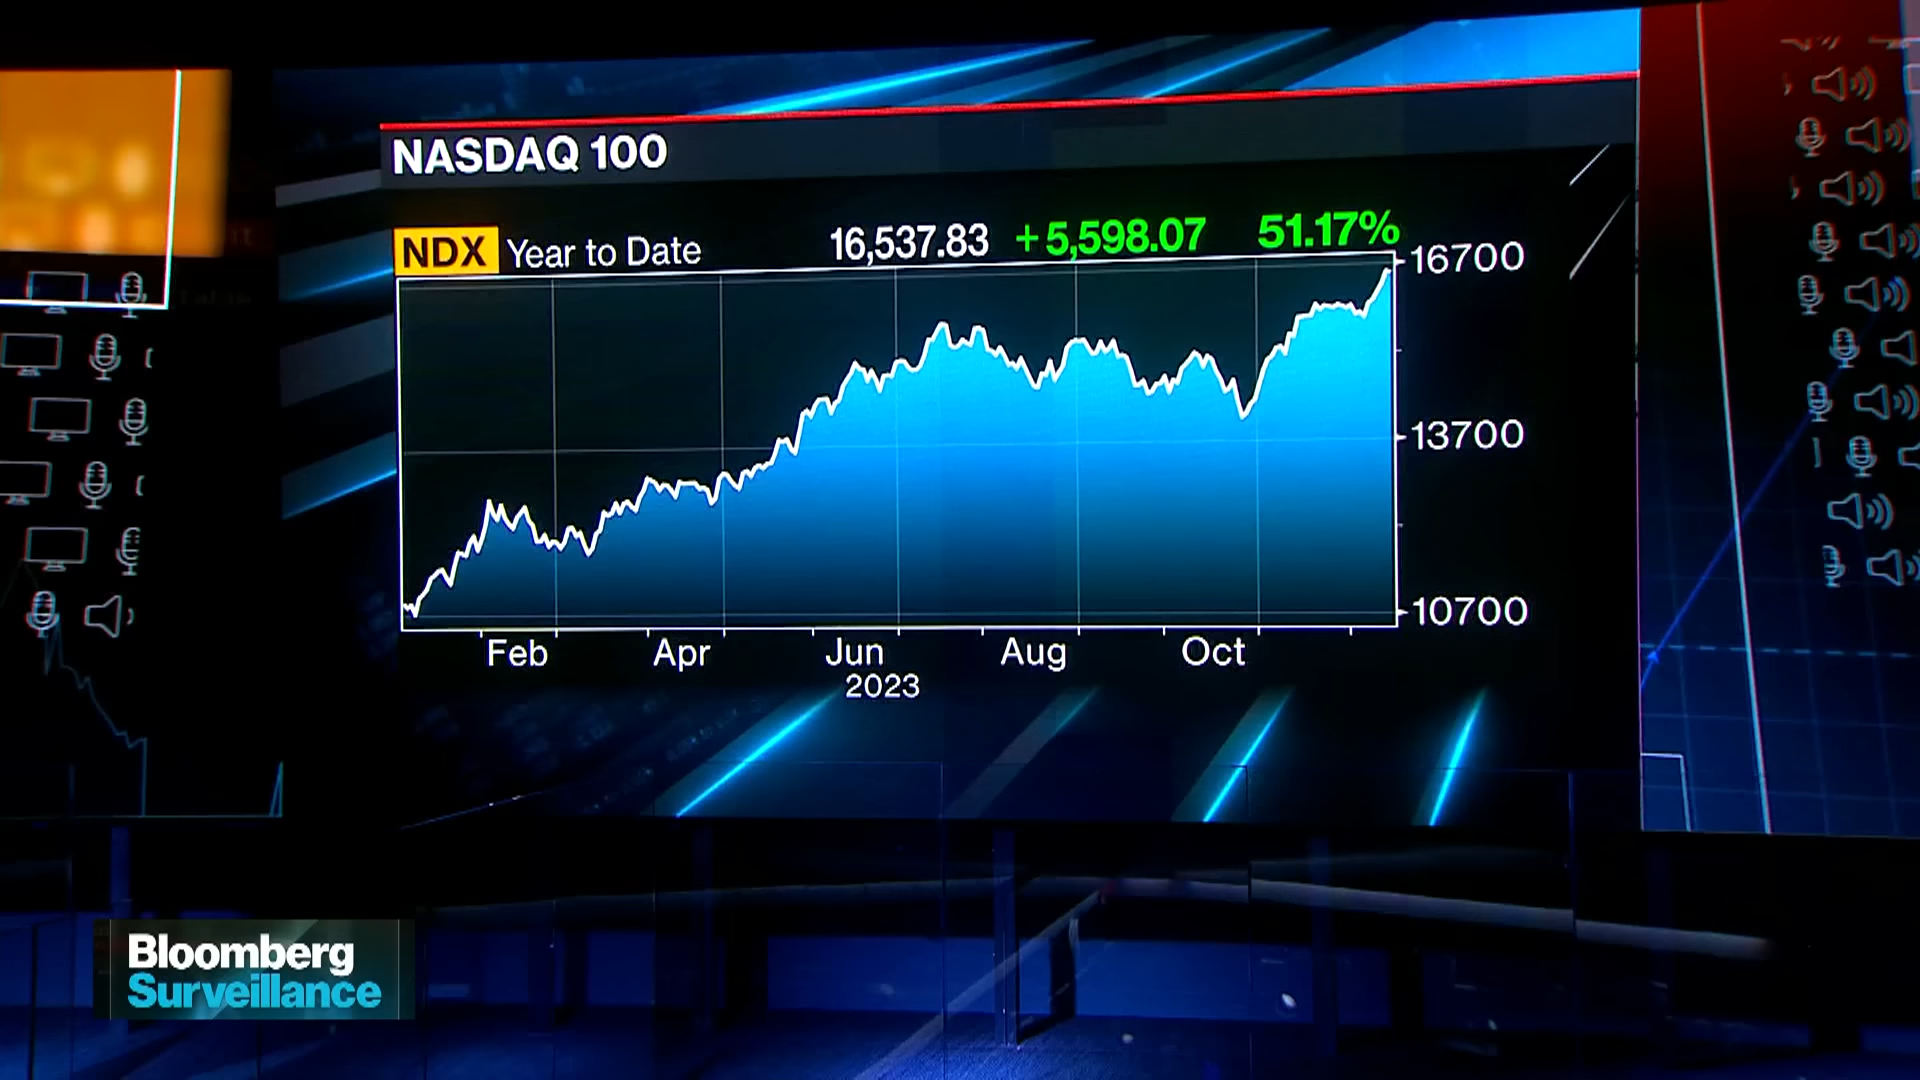 NASDAQ 100
NDX Year to Date 16,537.83 +5,598.07 51.17%
16700
13700
10700
Feb Apr Jun Aug Oct
2023
Bloomberg
Surveillance